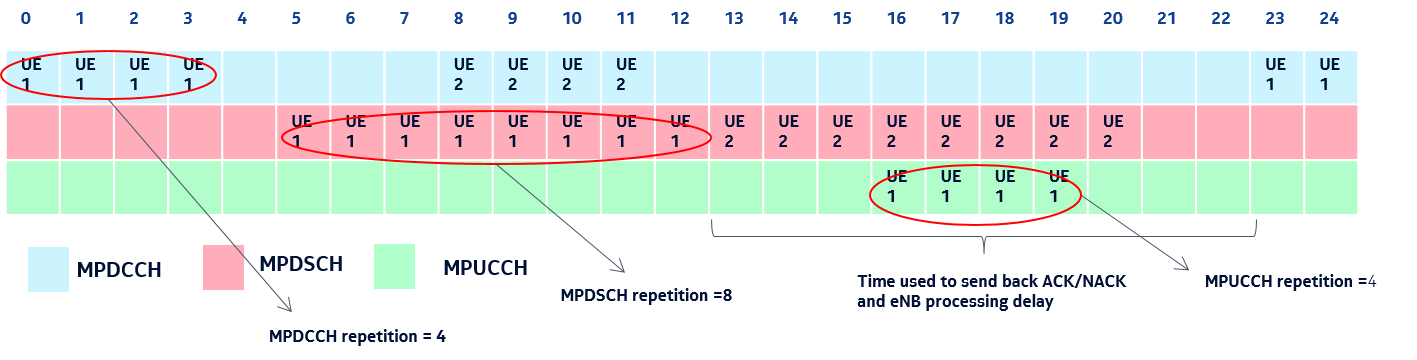 0 1 2 3 4 5 6 7 8 9 10 11 12 13 14 15 16 17 18 19 20 21 22 23 24
UE UE UE UE UE UE UE UE UE UE
1 1 1 1 2 2 2 2 1 1
UE UE UE UE UE UE UE UE UE UE UE UE UE UE UE UE
1 1 1 1 1 1 1 1 2 2 2 2 2 2 2 2
UE UE UE UE
1 1 1 1
MPDCCH
MPDSCH
MPUCCH
MPDCCH repetition = 4
MPDSCH repetition =8
Time used to send back ACK/NACK
and eNB processing delay
MPUCCH repetition =4